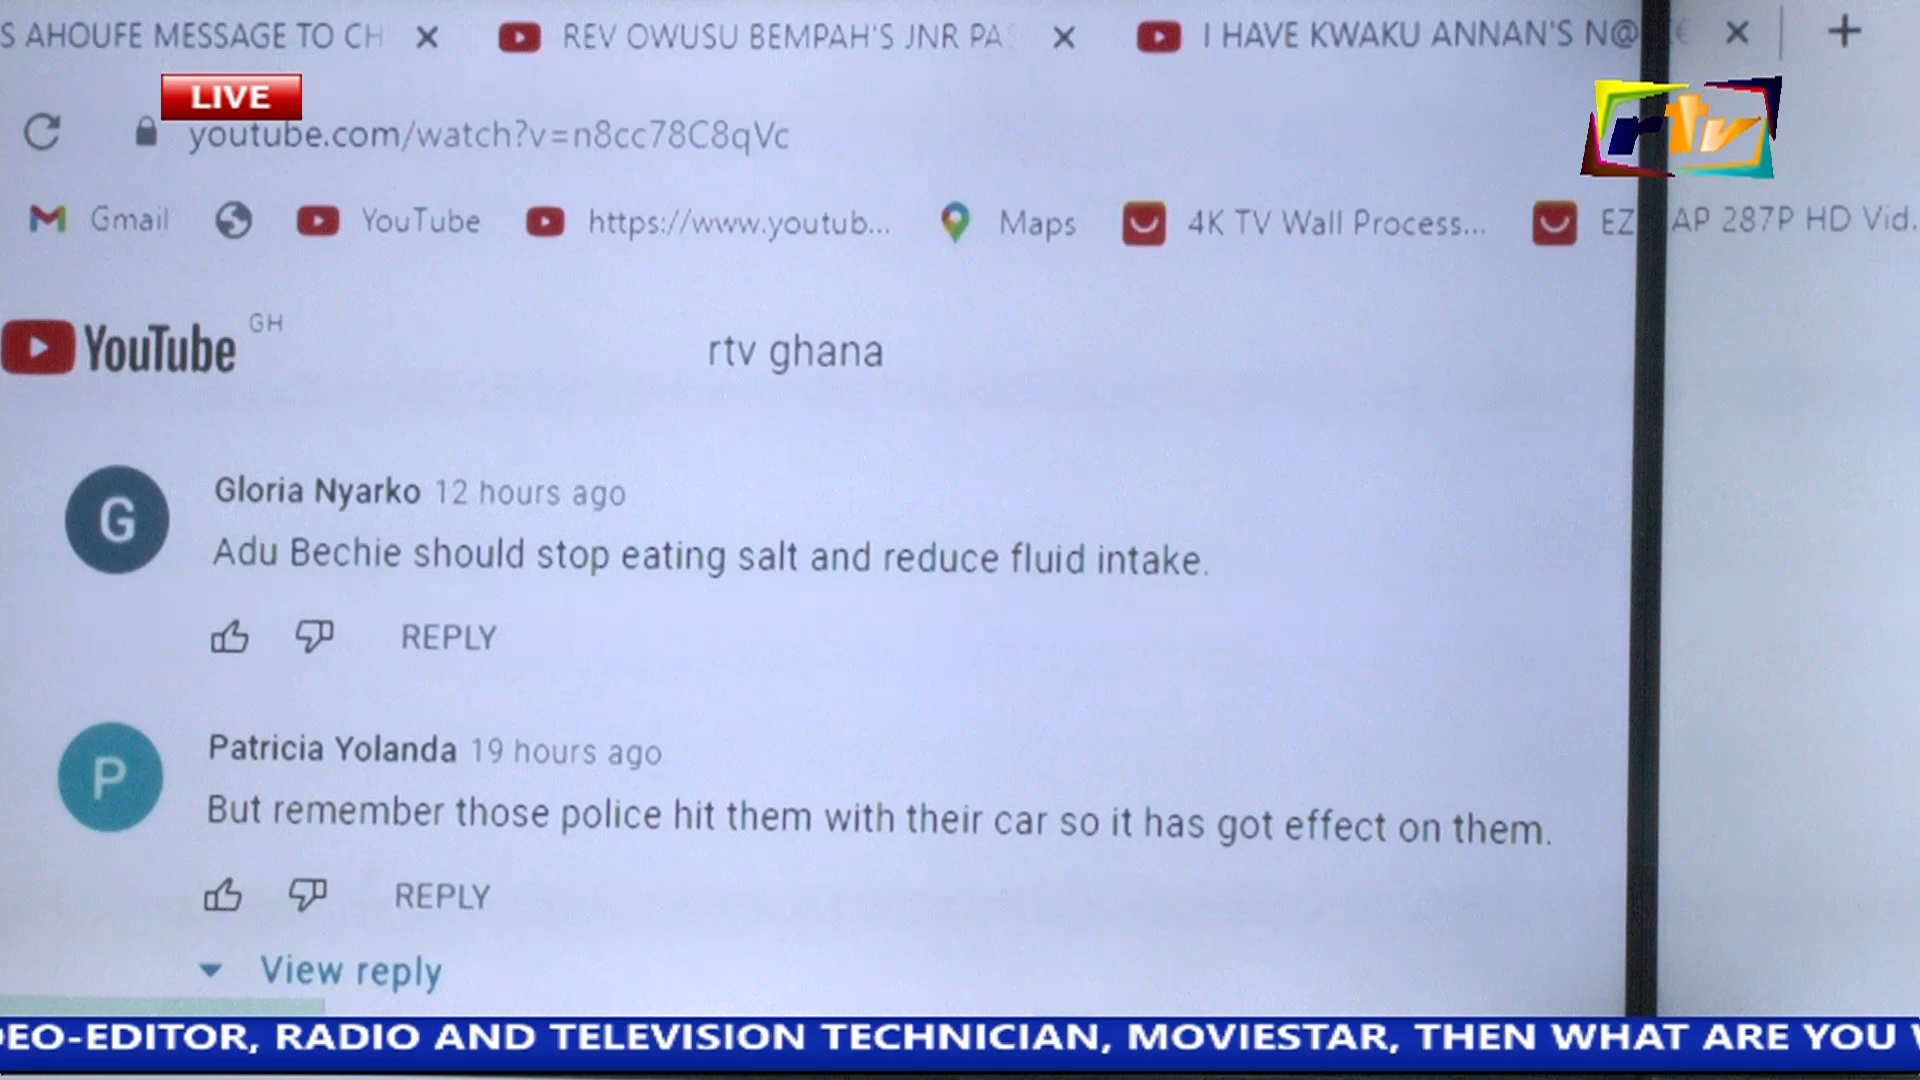 S AHOUFE MESSAGE TO CH
REV OWUSU BEMPAH'S JNR PAS
I HAVE KWAKU ANNAN'S N@
LIVE
youtube.com/watch?v=n8cc78C8qVc
rtv
Gmail
YouTube
https://www.youtub...
Maps
4K TV Wall Process...
EZ AP 287P HD Vid.
YouTube GH
rtv ghana
G
Gloria Nyarko 12 hours ago
Adu Bechie should stop eating salt and reduce fluid intake.
REPLY
P
Patricia Yolanda 19 hours ago
But remember those police hit them with their car so it has got effect on them.
REPLY
View reply
DEO-EDITOR, RADIO AND TELEVISION TECHNICIAN, MOVIESTAR, THEN WHAT ARE YOU